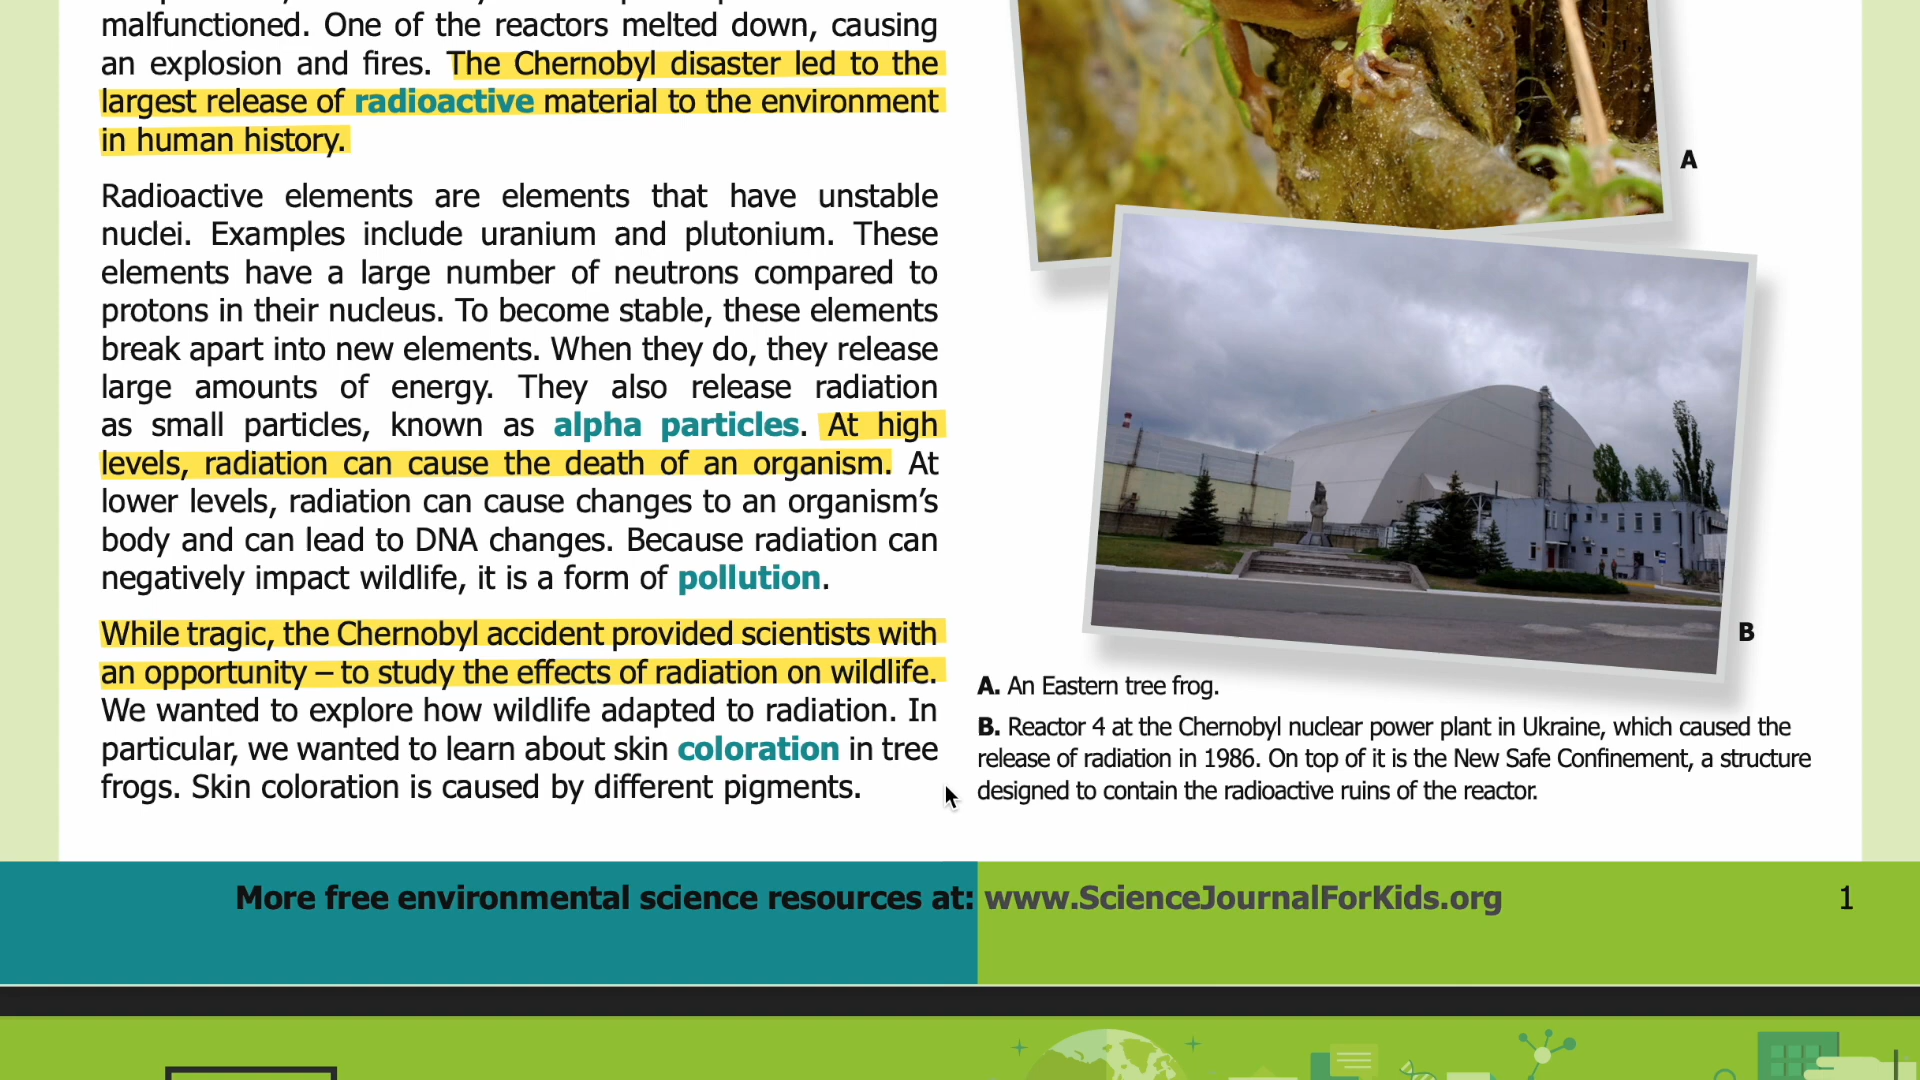 malfunctioned. One of the reactors melted down, causing
an explosion and fires. The Chernobyl disaster led to the
largest release of radioactive material to the environment
in human history.
Radioactive elements are elements that have unstable
nuclei. Examples include uranium and plutonium. These
elements have a large number of neutrons compared to
protons in their nucleus. To become stable, these elements
break apart into new elements. When they do, they release
large amounts of energy. They also release radiation
as small particles, known as alpha particles. At high
levels, radiation can cause the death of an organism. At
lower levels, radiation can cause changes to an organism’s
body and can lead to DNA changes. Because radiation can
negatively impact wildlife, it is a form of pollution.
While tragic, the Chernobyl accident provided scientists with
an opportunity – to study the effects of radiation on wildlife.
We wanted to explore how wildlife adapted to radiation. In
particular, we wanted to learn about skin coloration in tree
frogs. Skin coloration is caused by different pigments.
A
B
A. An Eastern tree frog.
B. Reactor 4 at the Chernobyl nuclear power plant in Ukraine, which caused the
release of radiation in 1986. On top of it is the New Safe Confinement, a structure
designed to contain the radioactive ruins of the reactor.
More free environmental science resources at: www.ScienceJournalForKids.org
1